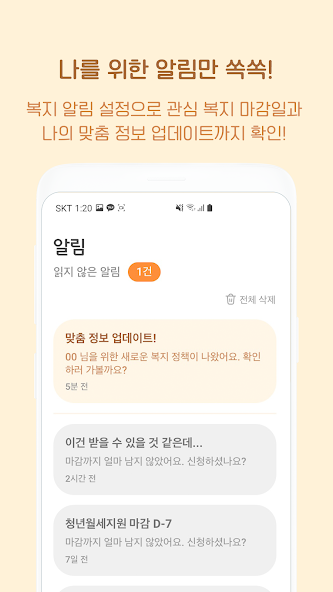 나를 위한 알림만 쏙쏙!
복지 알림 설정으로 관심 복지 마감일과
나의 맞춤 정보 업데이트까지 확인!!
SKT 1:20
알림
읽지 않은 알림 1건
전체 삭제
맞춤 정보 업데이트!
00 님을 위한 새로운 복지 정책이 나왔어요. 확인
하러 가볼까요?
5분 전
이건 받을 수 있을 것 같은데...
마감까지 얼마 남지 않았어요. 신청하셨나요?
2시간 전
청년월세지원 마감 D-7
마감까지 얼마 남지 않았어요. 신청하셨나요?
7일 전